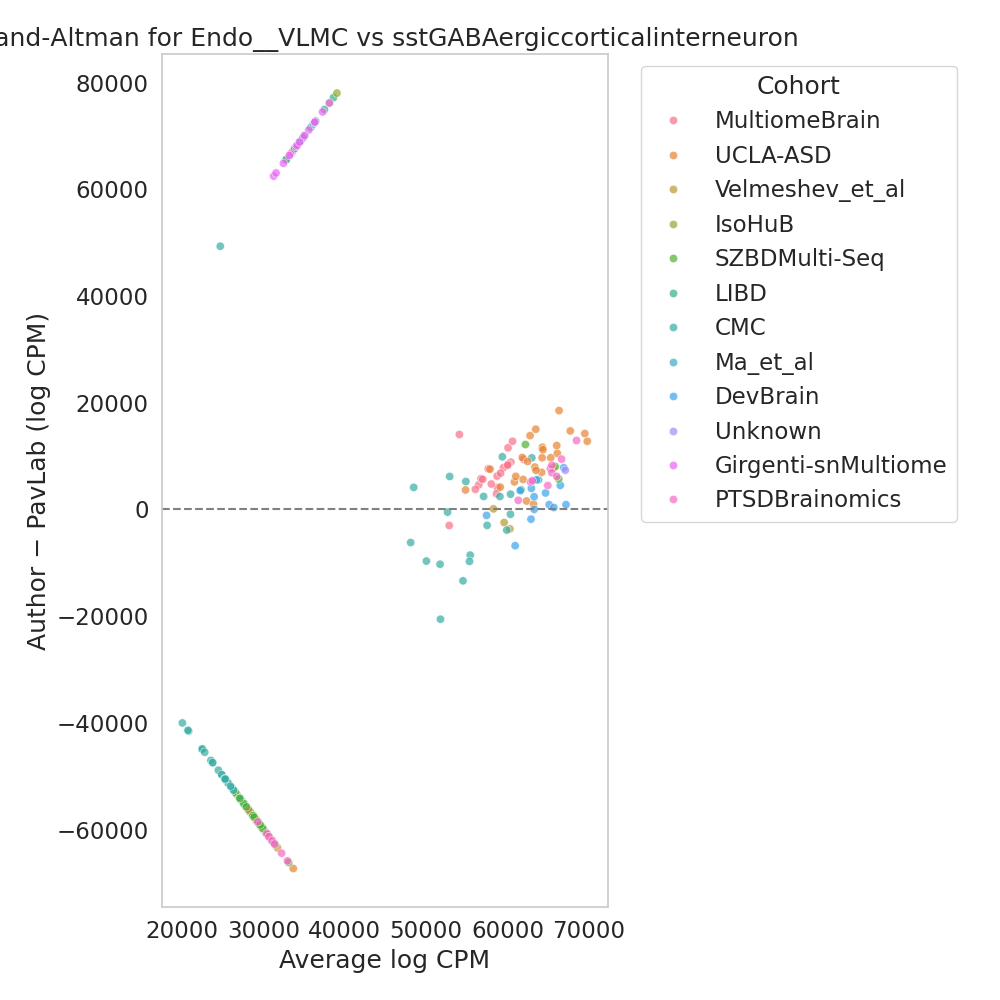 and-Altman for Endo__VLMC vs sstGABAergiccorticalinterneuron
Cohort
MultiomeBrain
UCLA-ASD
Velmeshev_et_al
IsoHuB
SZBDMulti-Seq
LIBD
CMC
Ma_et_al
DevBrain
Unknown
Girgenti-snMultiome
PTSDBrainomics
Author − PavLab (log CPM)
80000
60000
40000
20000
0
−20000
−40000
−60000
20000 30000 40000 50000 60000 70000
Average log CPM